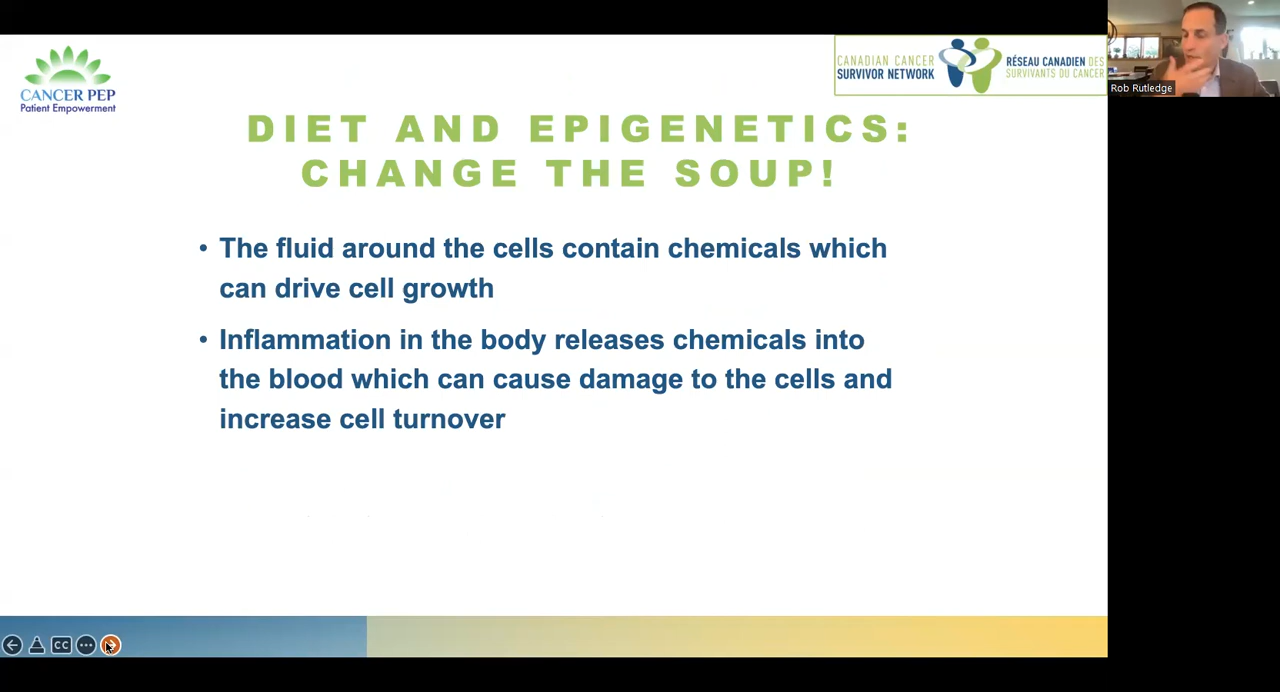 CANCER PEP
Patient Empowerment
CANADIAN CANCER
SURVIVOR NETWORK
RÉSEAU CANADIEN DES
SURVIVANTS DU CANCER
Rob Rutledge
DIET AND EPIGENETICS:
CHANGE THE SOUP!
• The fluid around the cells contain chemicals which
can drive cell growth
• Inflammation in the body releases chemicals into
the blood which can cause damage to the cells and
increase cell turnover
CC